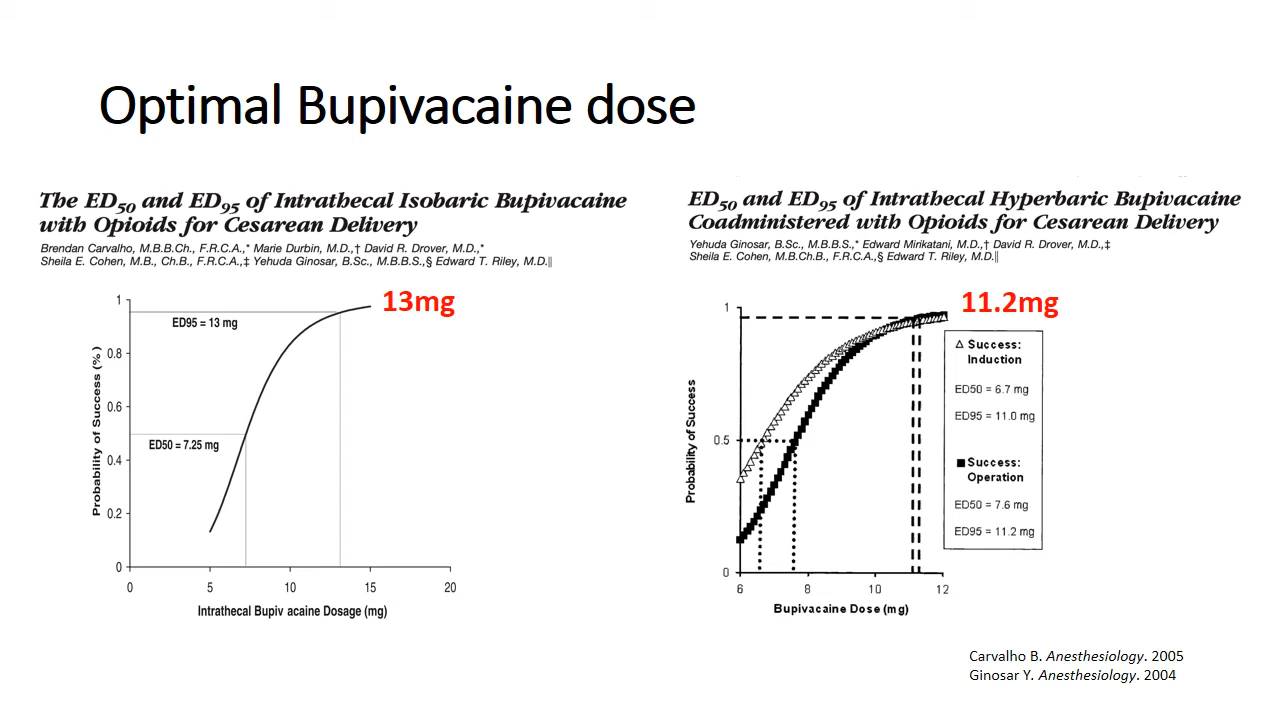 Optimal Bupivacaine dose
The ED50 and ED95 of Intrathecal Isobaric Bupivacaine
with Opioids for Cesarean Delivery
Brendan Carvalho, M.B.B.Ch., F.R.C.A.,* Marie Durbin, M.D.,† David R. Drover, M.D.,*
Sheila E. Cohen, M.B., Ch.B., F.R.C.A.,‡ Yehuda Ginosar, B.Sc., M.B.B.S.,§ Edward T. Riley, M.D.‖
13mg
1
ED95 = 13 mg
0.8
0.6
ED50 = 7.25 mg
0.4
0.2
0
Probability of Success (%)
0 5 10 15 20
Intrathecal Bupiv acaine Dosage (mg)
ED50 and ED95 of Intrathecal Hyperbaric Bupivacaine
Coadministered with Opioids for Cesarean Delivery
Yehuda Ginosar, B.Sc., M.B.B.S.,* Edward Mirikatani, M.D.,† David R. Drover, M.D.,‡
Sheila E. Cohen, M.B.Ch.B., F.R.C.A.,§ Edward T. Riley, M.D.‖
11.2mg
1
0.5
0
Probability of Success
6 8 10 12
Bupivacaine Dose (mg)
Success:
Induction
ED50 = 6.7 mg
ED95 = 11.0 mg
Success:
Operation
ED50 = 7.6 mg
ED95 = 11.2 mg
Carvalho B. Anesthesiology. 2005
Ginosar Y. Anesthesiology. 2004